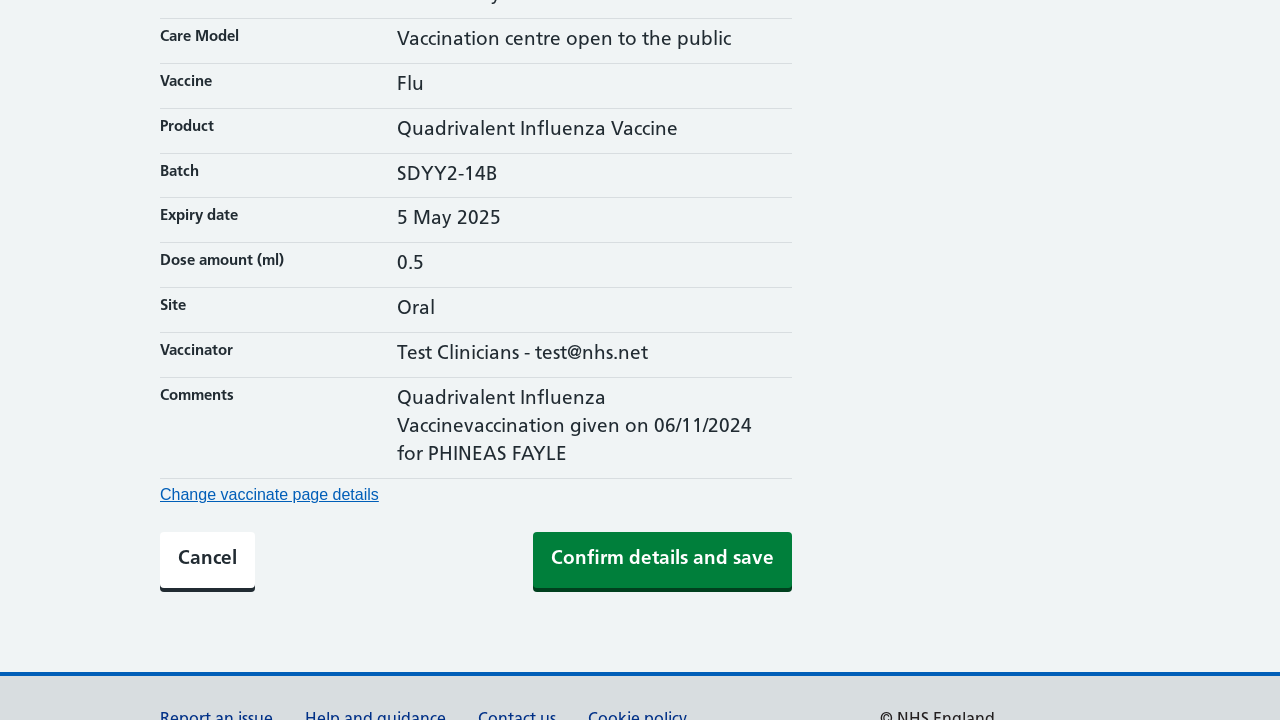 Care Model Vaccination centre open to the public
Vaccine Flu
Product Quadrivalent Influenza Vaccine
Batch SDYY2-14B
Expiry date 5 May 2025
Dose amount (ml) 0.5
Site Oral
Vaccinator Test Clinicians - test@nhs.net
Comments Quadrivalent Influenza
Vaccinevaccination given on 06/11/2024
for PHINEAS FAYLE
Change vaccinate page details
Cancel Confirm details and save
Report an issue Help and guidance Contact us Cookie policy © NHS England